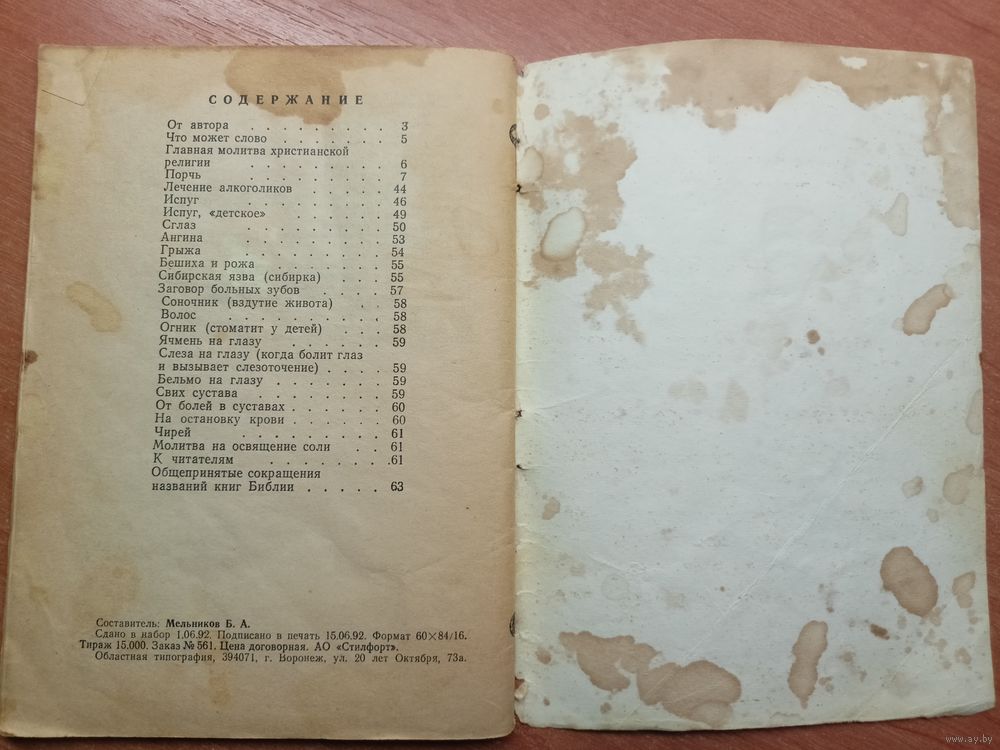 СОДЕРЖАНИЕ
От автора . . . . . . . . . 3
Что может слово . . . . . . 5
Главная молитва христианской
религии . . . . . . . . . 6
Порчь . . . . . . . . . 7
Лечение алкоголиков . . . . . 44
Испуг . . . . . . . . . 46
Испуг, «детское» . . . . . . 49
Сглаз . . . . . . . . . 50
Ангина . . . . . . . . . 53
Грыжа . . . . . . . . . 54
Бешиха и рожа . . . . . . . 55
Сибирская язва (сибирка) . . . . 55
Заговор больных зубов . . . . 57
Соночник (вздутие живота) . . 58
Волос . . . . . . . . . . 58
Огник (стоматит у детей) . . . 58
Ячмень на глазу . . . . . . 59
Слеза на глазу (когда болит глаз
и вызывает слезоточение) . . . . 59
Бельмо на глазу . . . . . . . 59
Свих сустава . . . . . . . . 59
От болей в суставах . . . . . . 60
На остановку крови . . . . . . 60
Чирей . . . . . . . . . 61
Молитва на освящение соли . . 61
К читателям . . . . . . . .61
Общепринятые сокращения
названий книг Библии . . . . . 63
Составитель: Мельников Б. А.
Сдано в набор 1.06.92. Подписано в печать 15.06.92. Формат 60×84/16.
Тираж 15.000. Заказ № 561. Цена договорная. АО «Стилфорт».
Областная типография, 394071, г. Воронеж, ул. 20 лет Октября, 73а.
www.ay.by